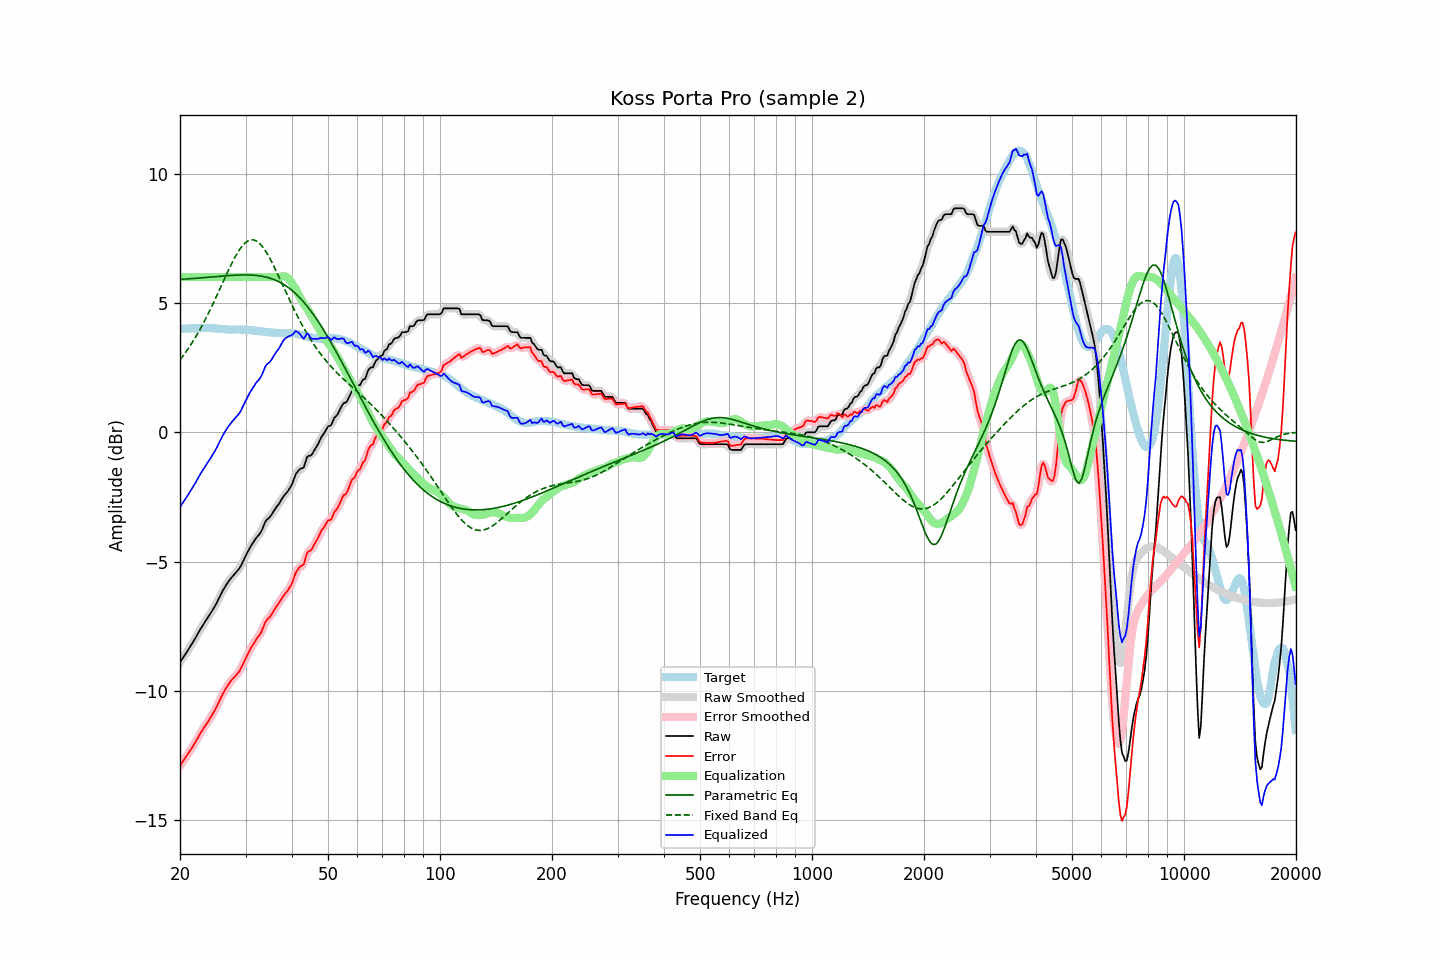 Koss Porta Pro (sample 2)
Amplitude (dBr)
10
5
0
−5
−10
−15
Target
Raw Smoothed
Error Smoothed
Raw
Error
Equalization
Parametric Eq
Fixed Band Eq
Equalized
20 50 100 200 500 1000 2000 5000 10000 20000
Frequency (Hz)